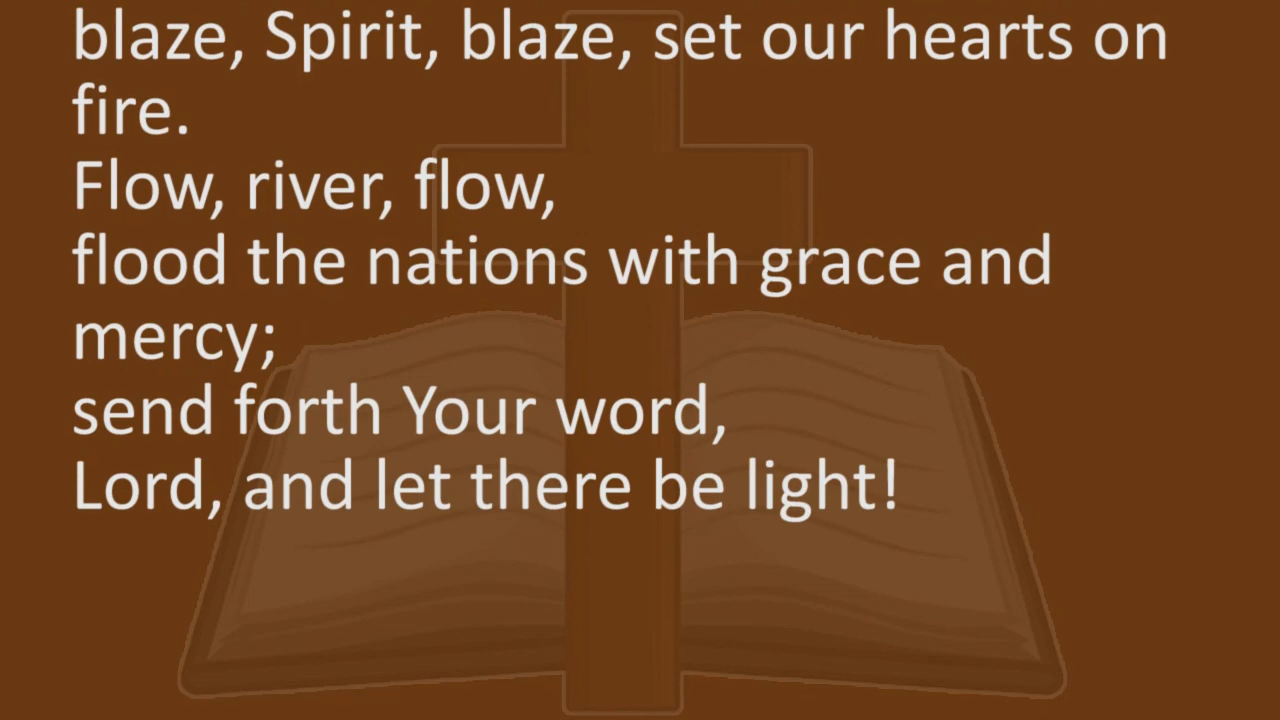 blaze, Spirit, blaze, set our hearts on
fire.
Flow, river, flow,
flood the nations with grace and
mercy;
send forth Your word,
Lord, and let there be light!